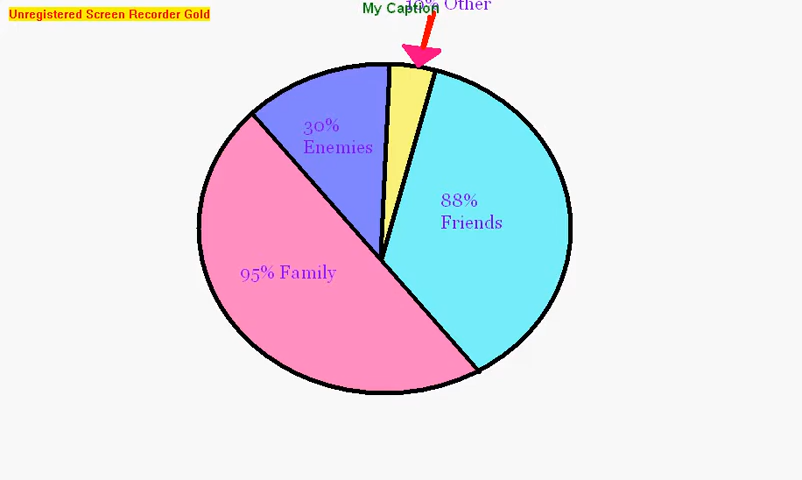 Unregistered Screen Recorder Gold
My Caption
Other
30%
Enemies
88%
Friends
95% Family